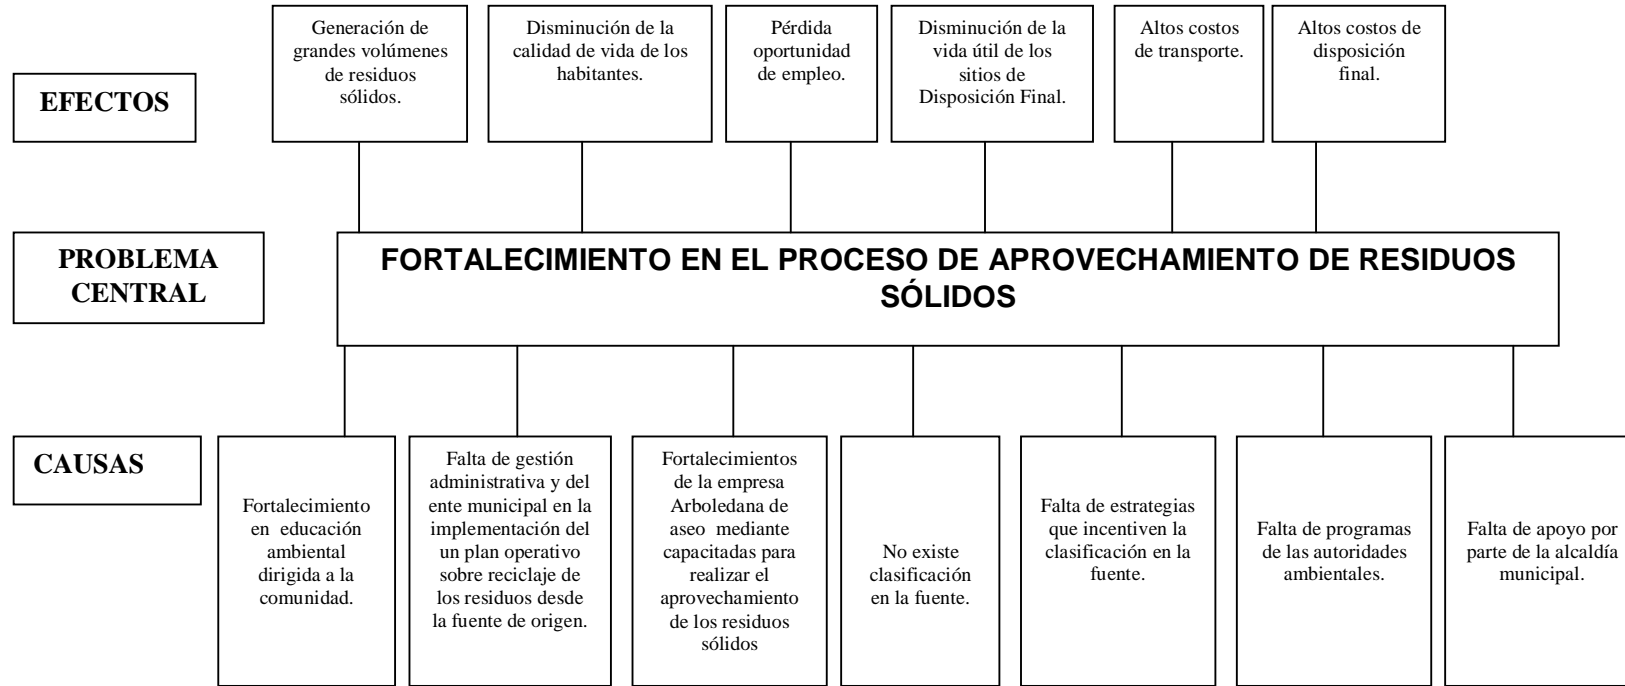 Generación de
grandes volúmenes
de residuos
sólidos.
Disminución de la
calidad de vida de los
habitantes.
Pérdida
oportunidad
de empleo.
Disminución de la
vida útil de los
sitios de
Disposición Final.
Altos costos
de transporte.
Altos costos de
disposición
final.
EFECTOS
PROBLEMA
CENTRAL
FORTALECIMIENTO EN EL PROCESO DE APROVECHAMIENTO DE RESIDUOS
SÓLIDOS
CAUSAS
Fortalecimiento
en educación
ambiental
dirigida a la
comunidad.
Falta de gestión
administrativa y del
ente municipal en la
implementación del
un plan operativo
sobre reciclaje de
los residuos desde
la fuente de origen.
Fortalecimientos
de la empresa
Arboledana de
aseo mediante
capacitadas para
realizar el
aprovechamiento
de los residuos
sólidos
No existe
clasificación
en la fuente.
Falta de estrategias
que incentiven la
clasificación en la
fuente.
Falta de programas
de las autoridades
ambientales.
Falta de apoyo por
parte de la alcaldía
municipal.